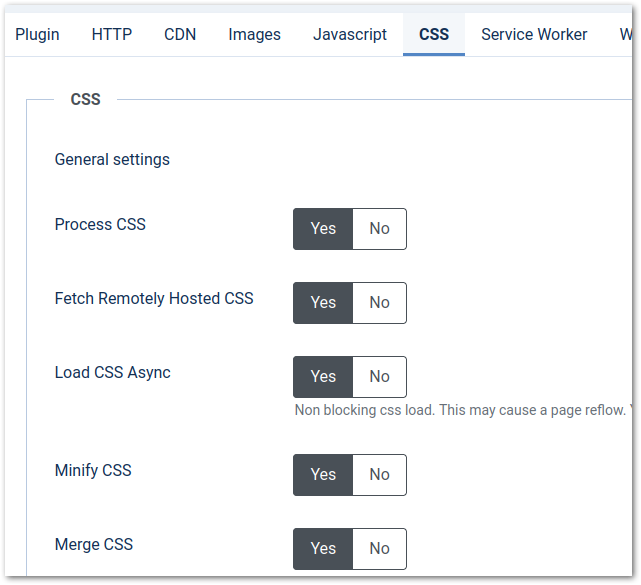 Plugin HTTP CDN Images Javascript CSS Service Worker
CSS
General settings
Process CSS Yes No
Fetch Remotely Hosted CSS Yes No
Load CSS Async Yes No
Non blocking css load. This may cause a page reflow.
Minify CSS Yes No
Merge CSS Yes No